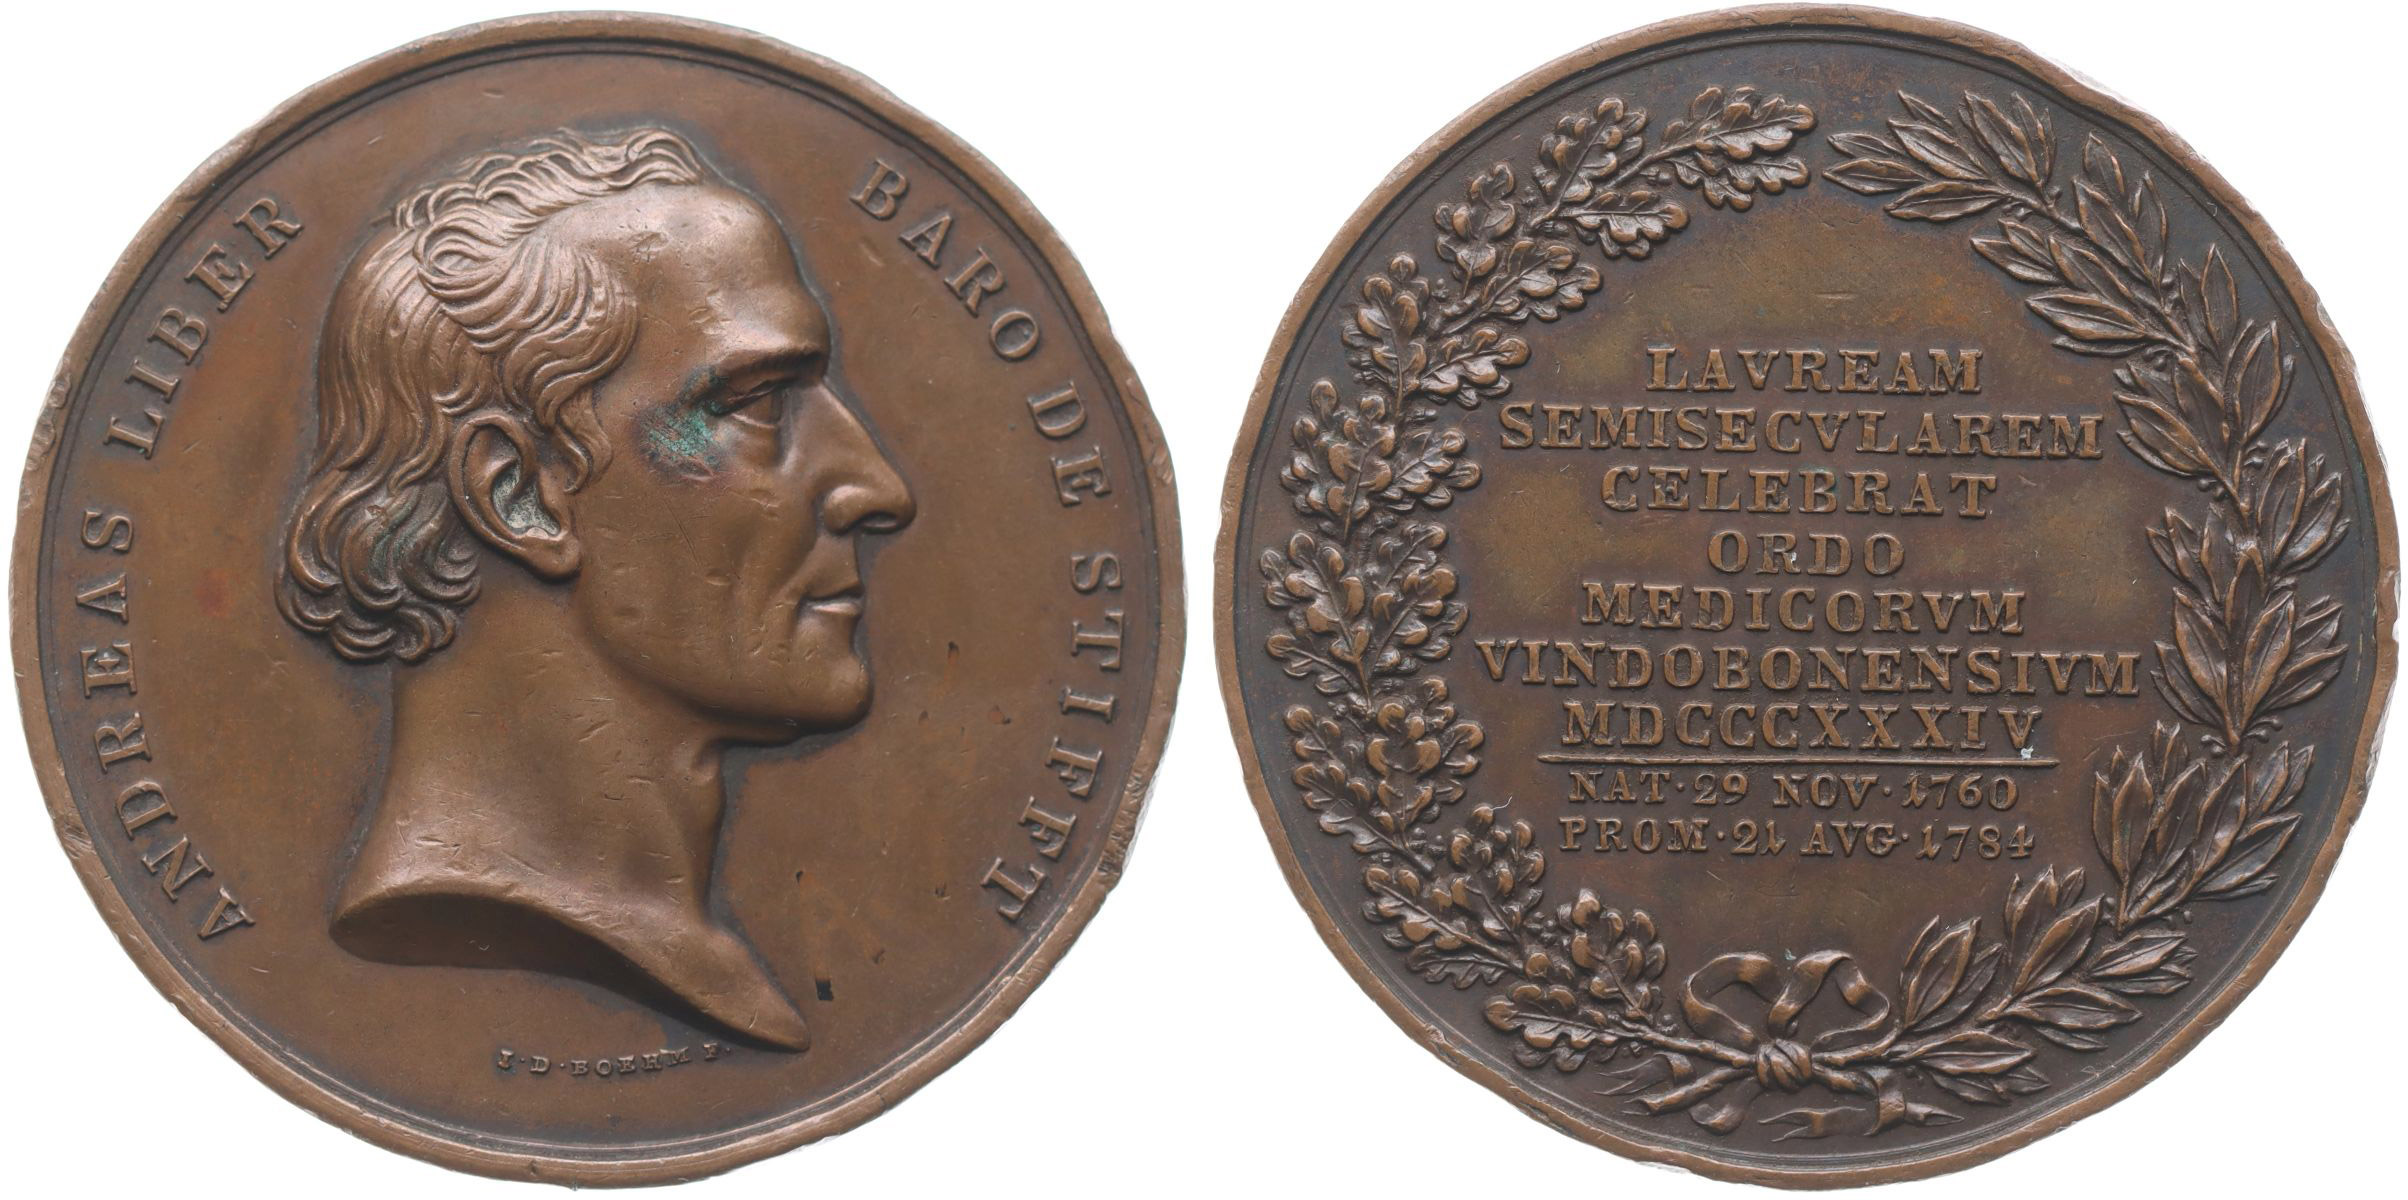 ANDREAS LIBER BARO DE STIFFT
I·D·BOEHM F.
LAVREAM
SEMISECVLAREM
CELEBRAT
ORDO
MEDICORVM
VINDOBONENSIVM
MDCCCXXXIV
NAT·29 NOV·1760
PROM·21 AVG·1784